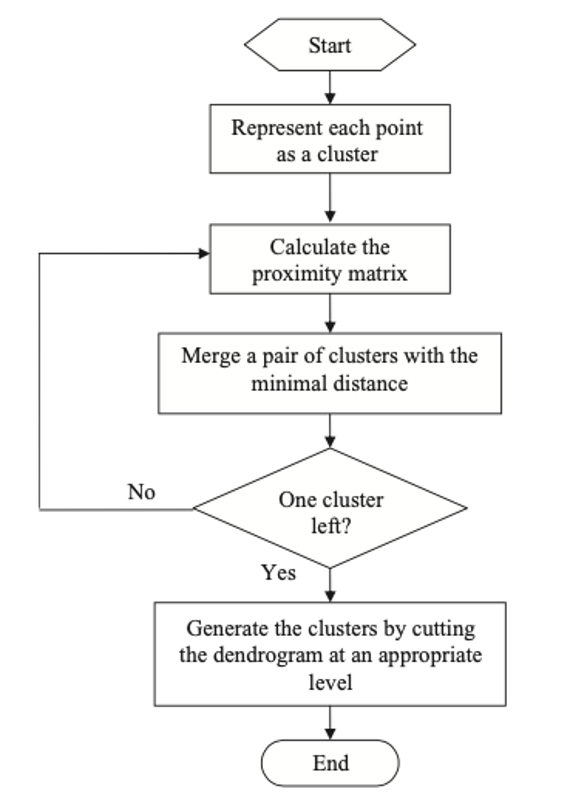 Start
Represent each point
as a cluster
Calculate the
proximity matrix
Merge a pair of clusters with the
minimal distance
No
One cluster
left?
Yes
Generate the clusters by cutting
the dendrogram at an appropriate
level
End